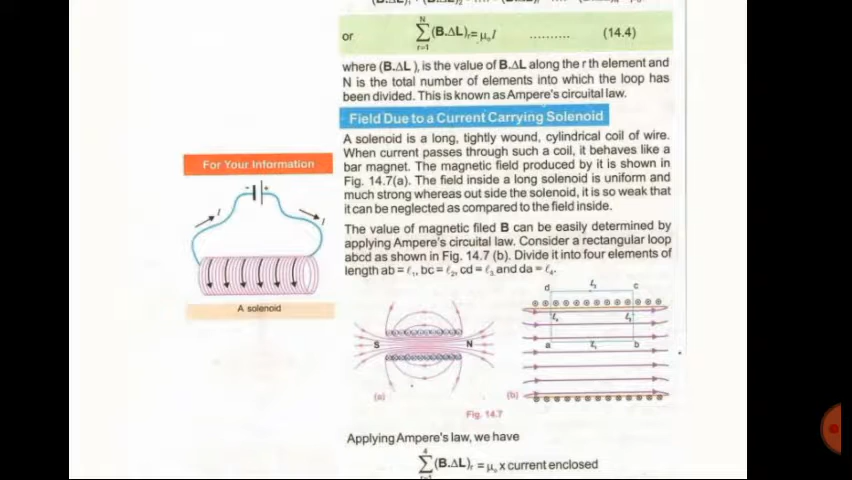 or
N
∑ (B.ΔL)r = μ₀I .......... (14.4)
r=1
where (B.ΔL), is the value of B.ΔL along the r th element and
N is the total number of elements into which the loop has
been divided. This is known as Ampere's circuital law.
Field Due to a Current Carrying Solenoid
A solenoid is a long, tightly wound, cylindrical coil of wire.
When current passes through such a coil, it behaves like a
bar magnet. The magnetic field produced by it is shown in
Fig. 14.7(a). The field inside a long solenoid is uniform and
much strong whereas out side the solenoid, it is so weak that
it can be neglected as compared to the field inside.
The value of magnetic filed B can be easily determined by
applying Ampere's circuital law. Consider a rectangular loop
abcd as shown in Fig. 14.7 (b). Divide it into four elements of
length ab = ℓ₁, bc = ℓ₂, cd = ℓ₃ and da = ℓ₄.
For Your Information
- +
I
I
A solenoid
S N
(a)
d ℓ₃ c
ℓ₄ ℓ₂
a ℓ₁ b
(b)
Fig. 14.7
Applying Ampere's law, we have
4
∑ (B.ΔL)r = μ₀ x current enclosed